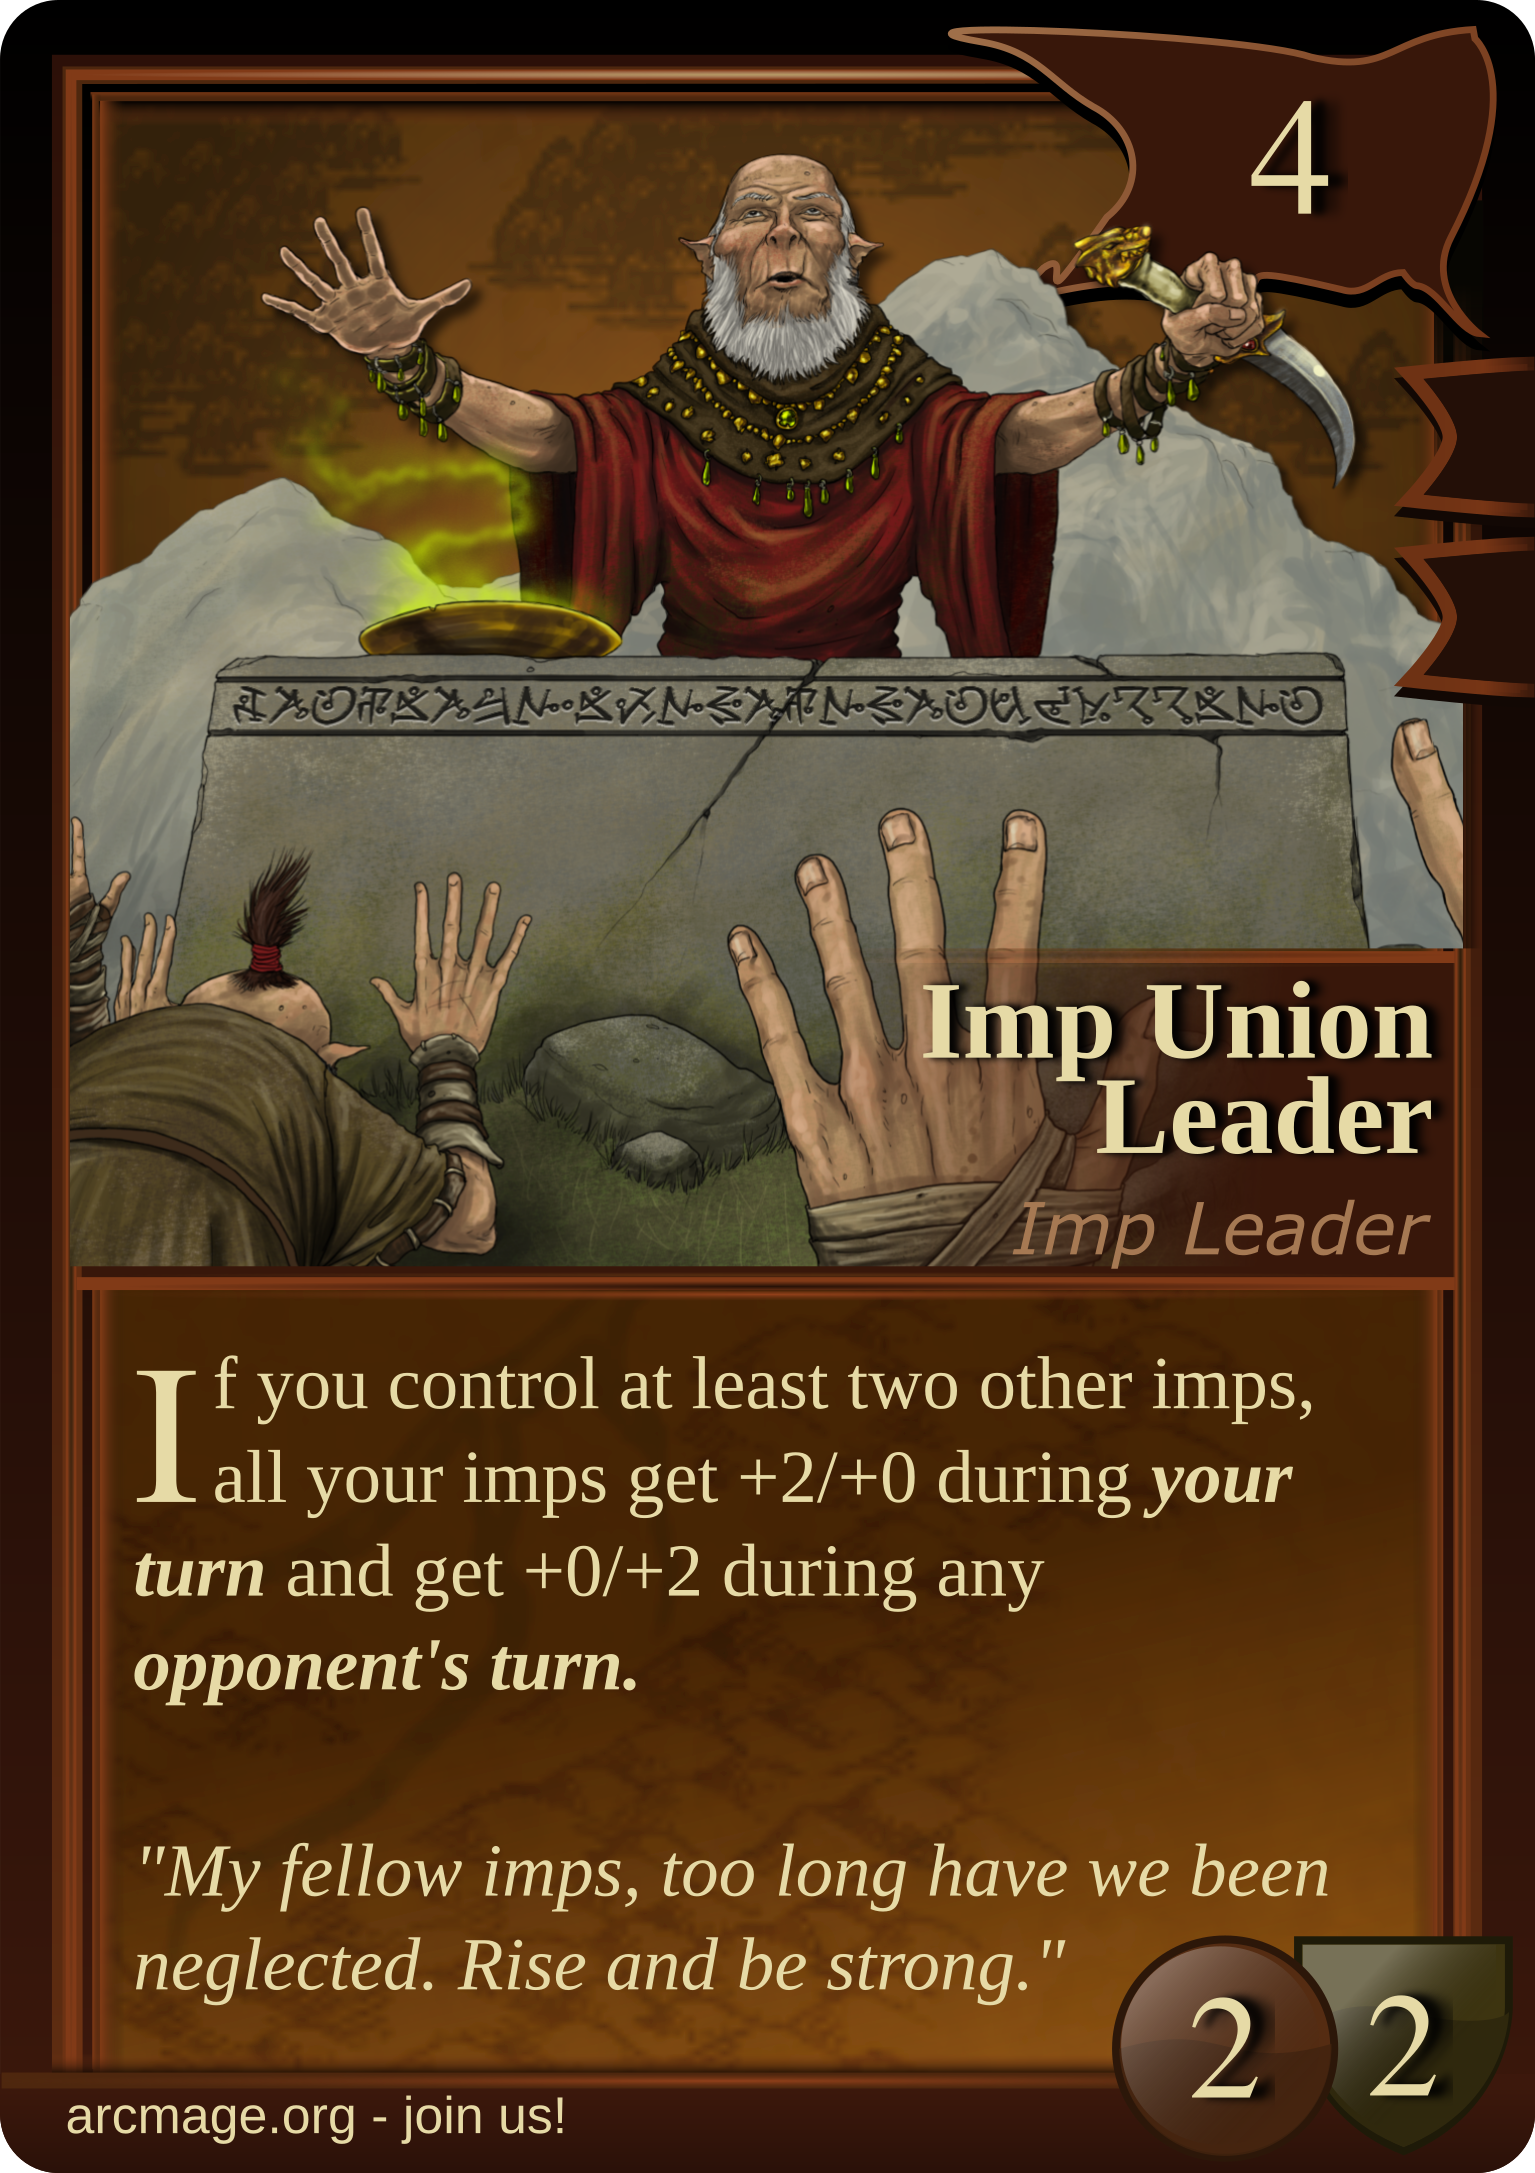 4
Imp Union
Leader
Imp Leader
If you control at least two other imps,
all your imps get +2/+0 during your
turn and get +0/+2 during any
opponent's turn.
"My fellow imps, too long have we been
neglected. Rise and be strong."
2 2
arcmage.org - join us!